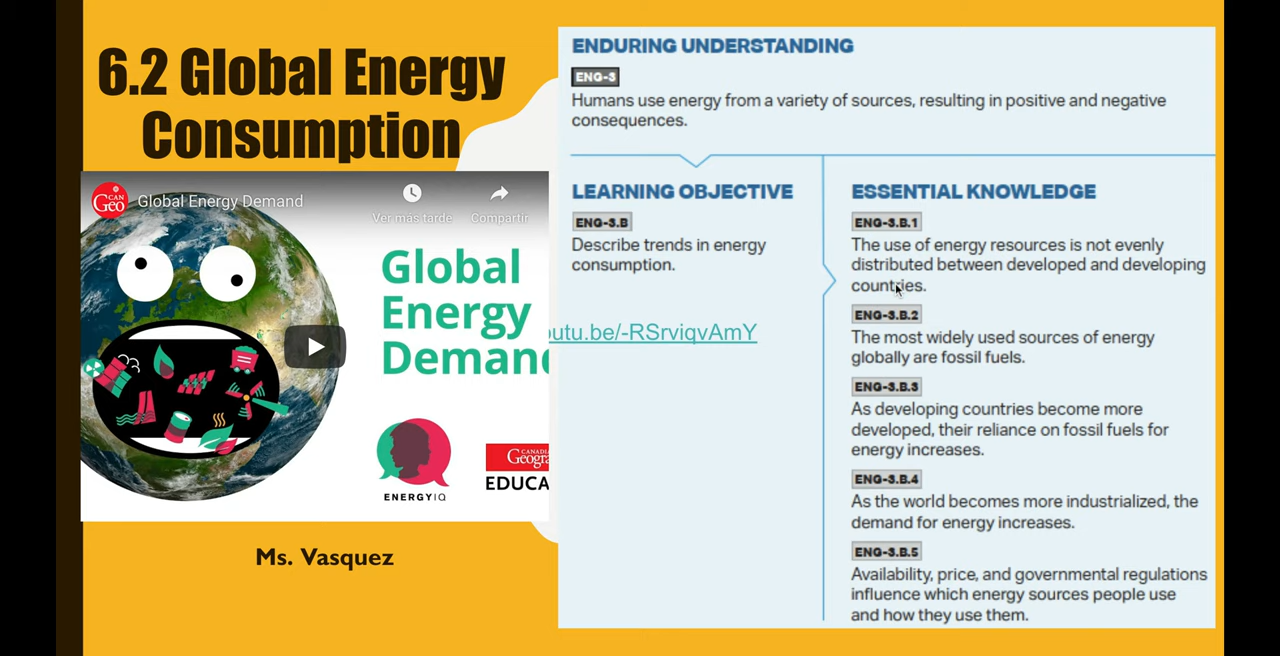 6.2 Global Energy
Consumption
CAN
Geo
Global Energy Demand
Ver más tarde
Compartir
Global
Energy
Demand
ENERGYIQ
EDUCA
outu.be/-RSrviqvAmY
Ms. Vasquez
ENDURING UNDERSTANDING
ENG-3
Humans use energy from a variety of sources, resulting in positive and negative
consequences.
LEARNING OBJECTIVE
ENG-3.B
Describe trends in energy
consumption.
ESSENTIAL KNOWLEDGE
ENG-3.B.1
The use of energy resources is not evenly
distributed between developed and developing
countries.
ENG-3.B.2
The most widely used sources of energy
globally are fossil fuels.
ENG-3.B.3
As developing countries become more
developed, their reliance on fossil fuels for
energy increases.
ENG-3.B.4
As the world becomes more industrialized, the
demand for energy increases.
ENG-3.B.5
Availability, price, and governmental regulations
influence which energy sources people use
and how they use them.